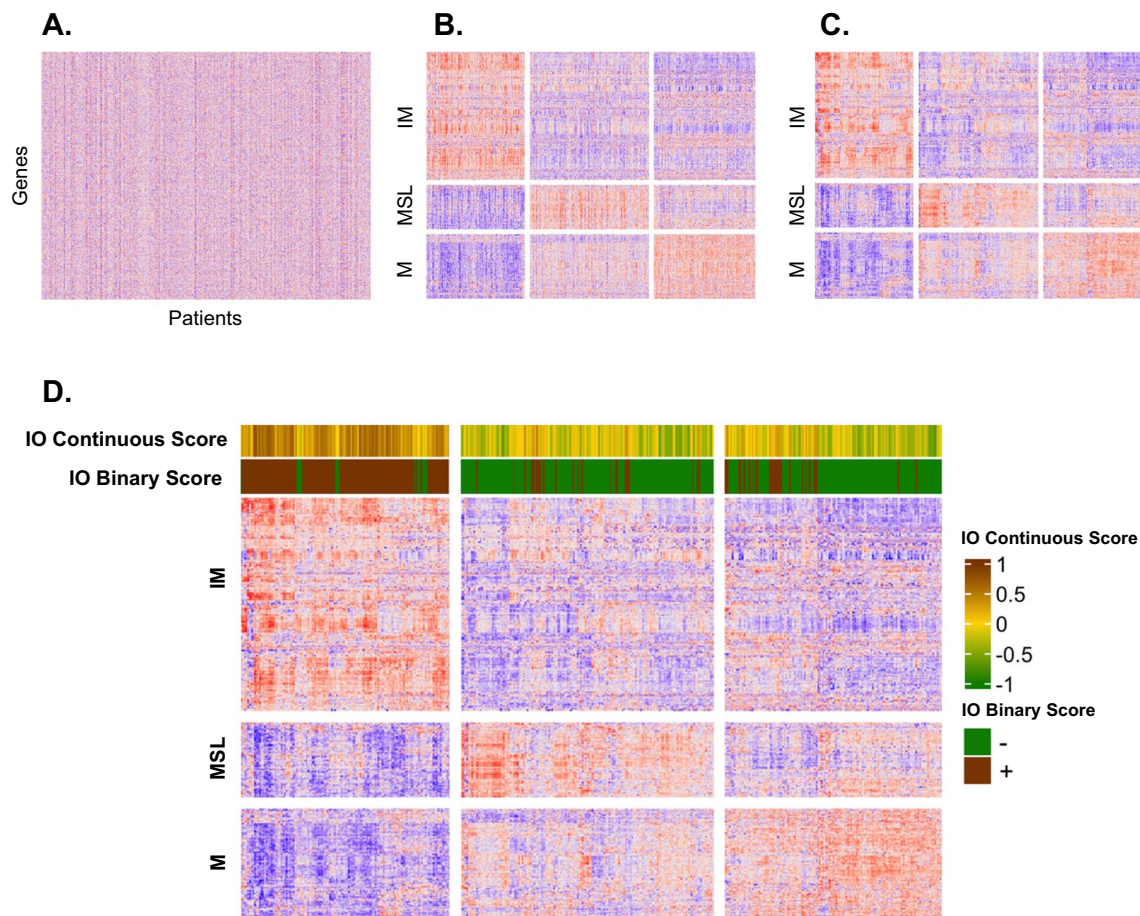 A.
B.
C.
Genes
Patients
IM
MSL
M
IM
MSL
M
D.
IO Continuous Score
IO Binary Score
IM
MSL
M
IO Continuous Score
1
0.5
0
-0.5
-1
IO Binary Score
-
+